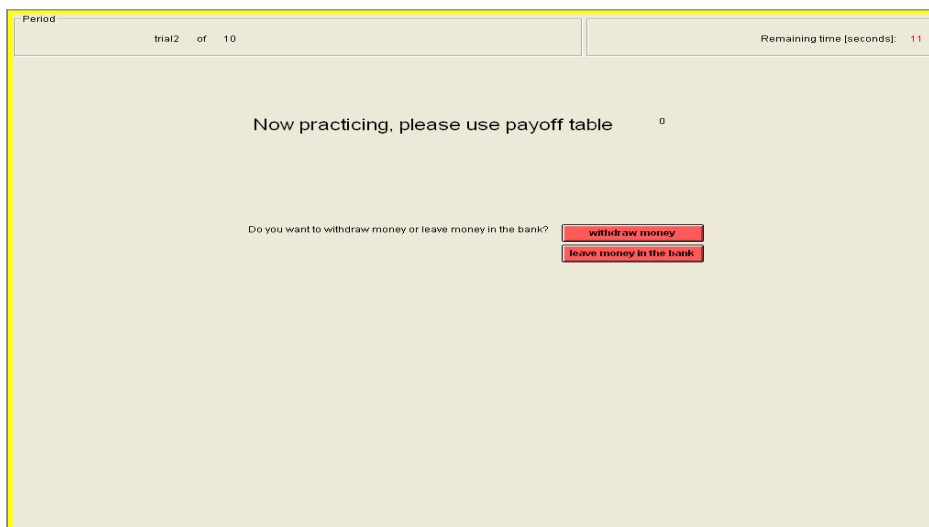 Period
trial2 of 10
Remaining time [seconds]: 11
Now practicing, please use payoff table 0
Do you want to withdraw money or leave money in the bank?
withdraw money
leave money in the bank